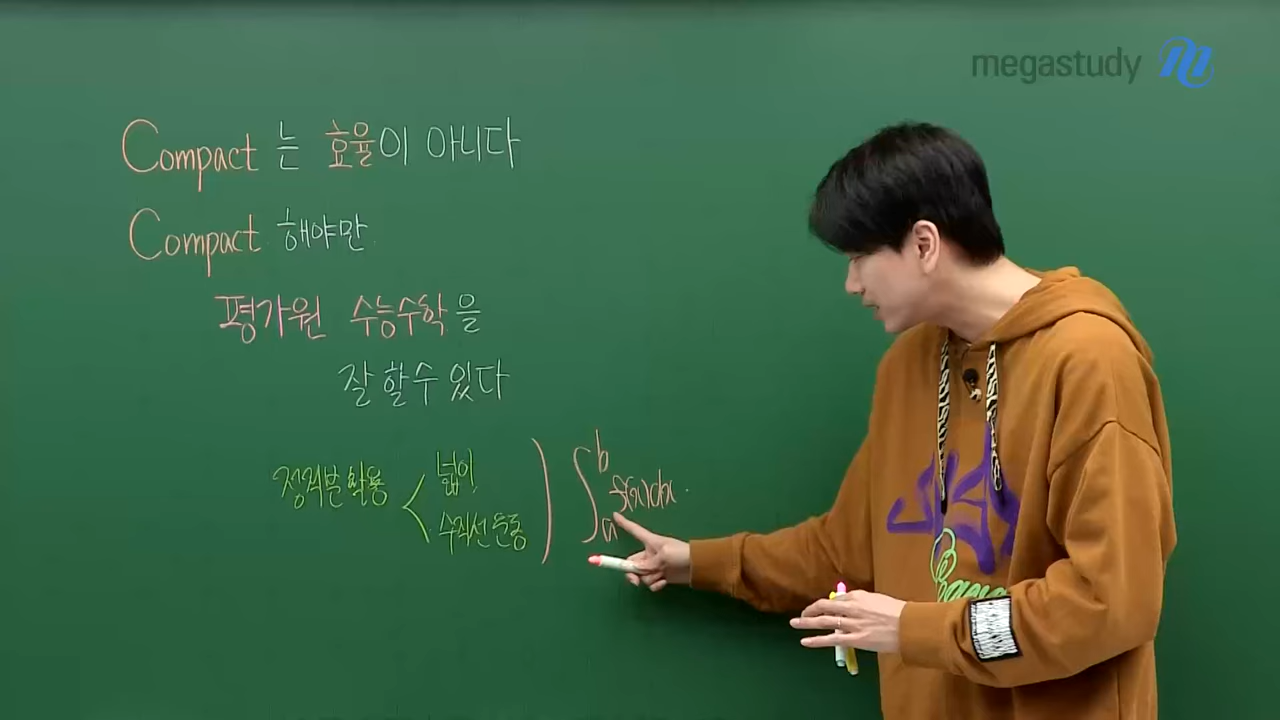 megastudy
Compact 는 효율이 아니다
Compact 해야만
평가원 수능수학을
잘 할 수 있다
정적분 활용 < 넓이,
수직선 운동
∫ₐᵇ f(x)dx